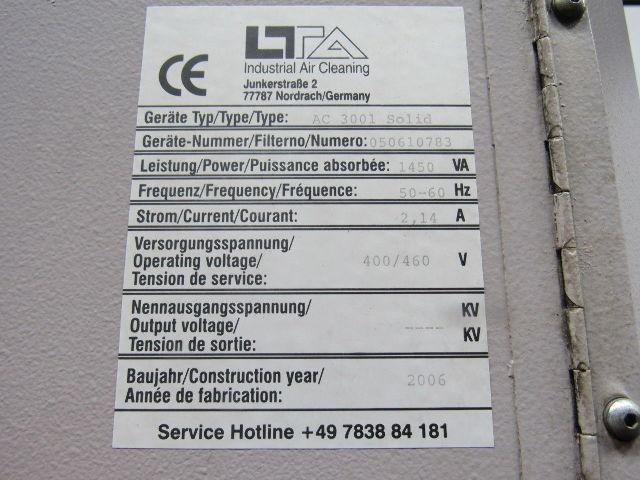 CE
LTA
Industrial Air Cleaning
Junkerstraße 2
77787 Nordrach/Germany
Geräte Typ/Type/Type: AC 3001 Solid
Geräte-Nummer/Filterno/Numero: 050610783
Leistung/Power/Puissance absorbée: 1450 VA
Frequenz/Frequency/Fréquence: 50-60 Hz
Strom/Current/Courant: 2,14 A
Versorgungsspannung/
Operating voltage/ 400/460 V
Tension de service:
Nennausgangsspannung/ KV
Output voltage/ ---- KV
Tension de sortie:
Baujahr/Construction year/ 2006
Année de fabrication:
Service Hotline +49 7838 84 181